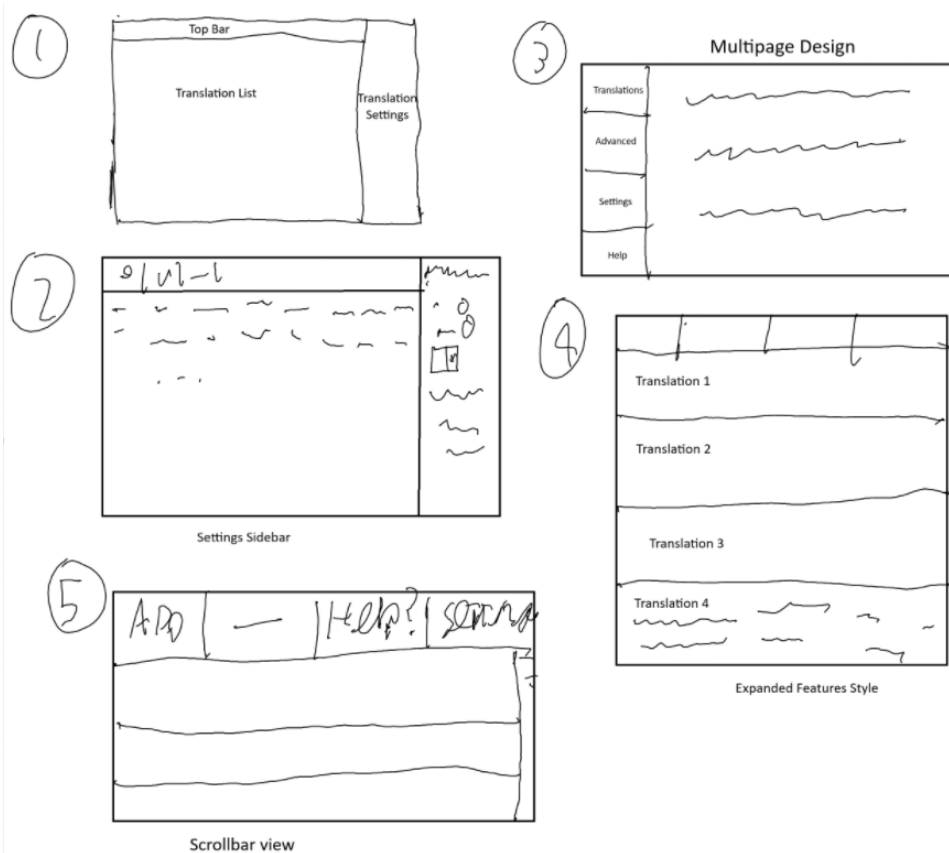 1
Top Bar
Translation List
Translation
Settings
2
Settings Sidebar
3
Multipage Design
Translations
Advanced
Settings
Help
4
Translation 1
Translation 2
Translation 3
Translation 4
Expanded Features Style
5
Help?
Scrollbar view